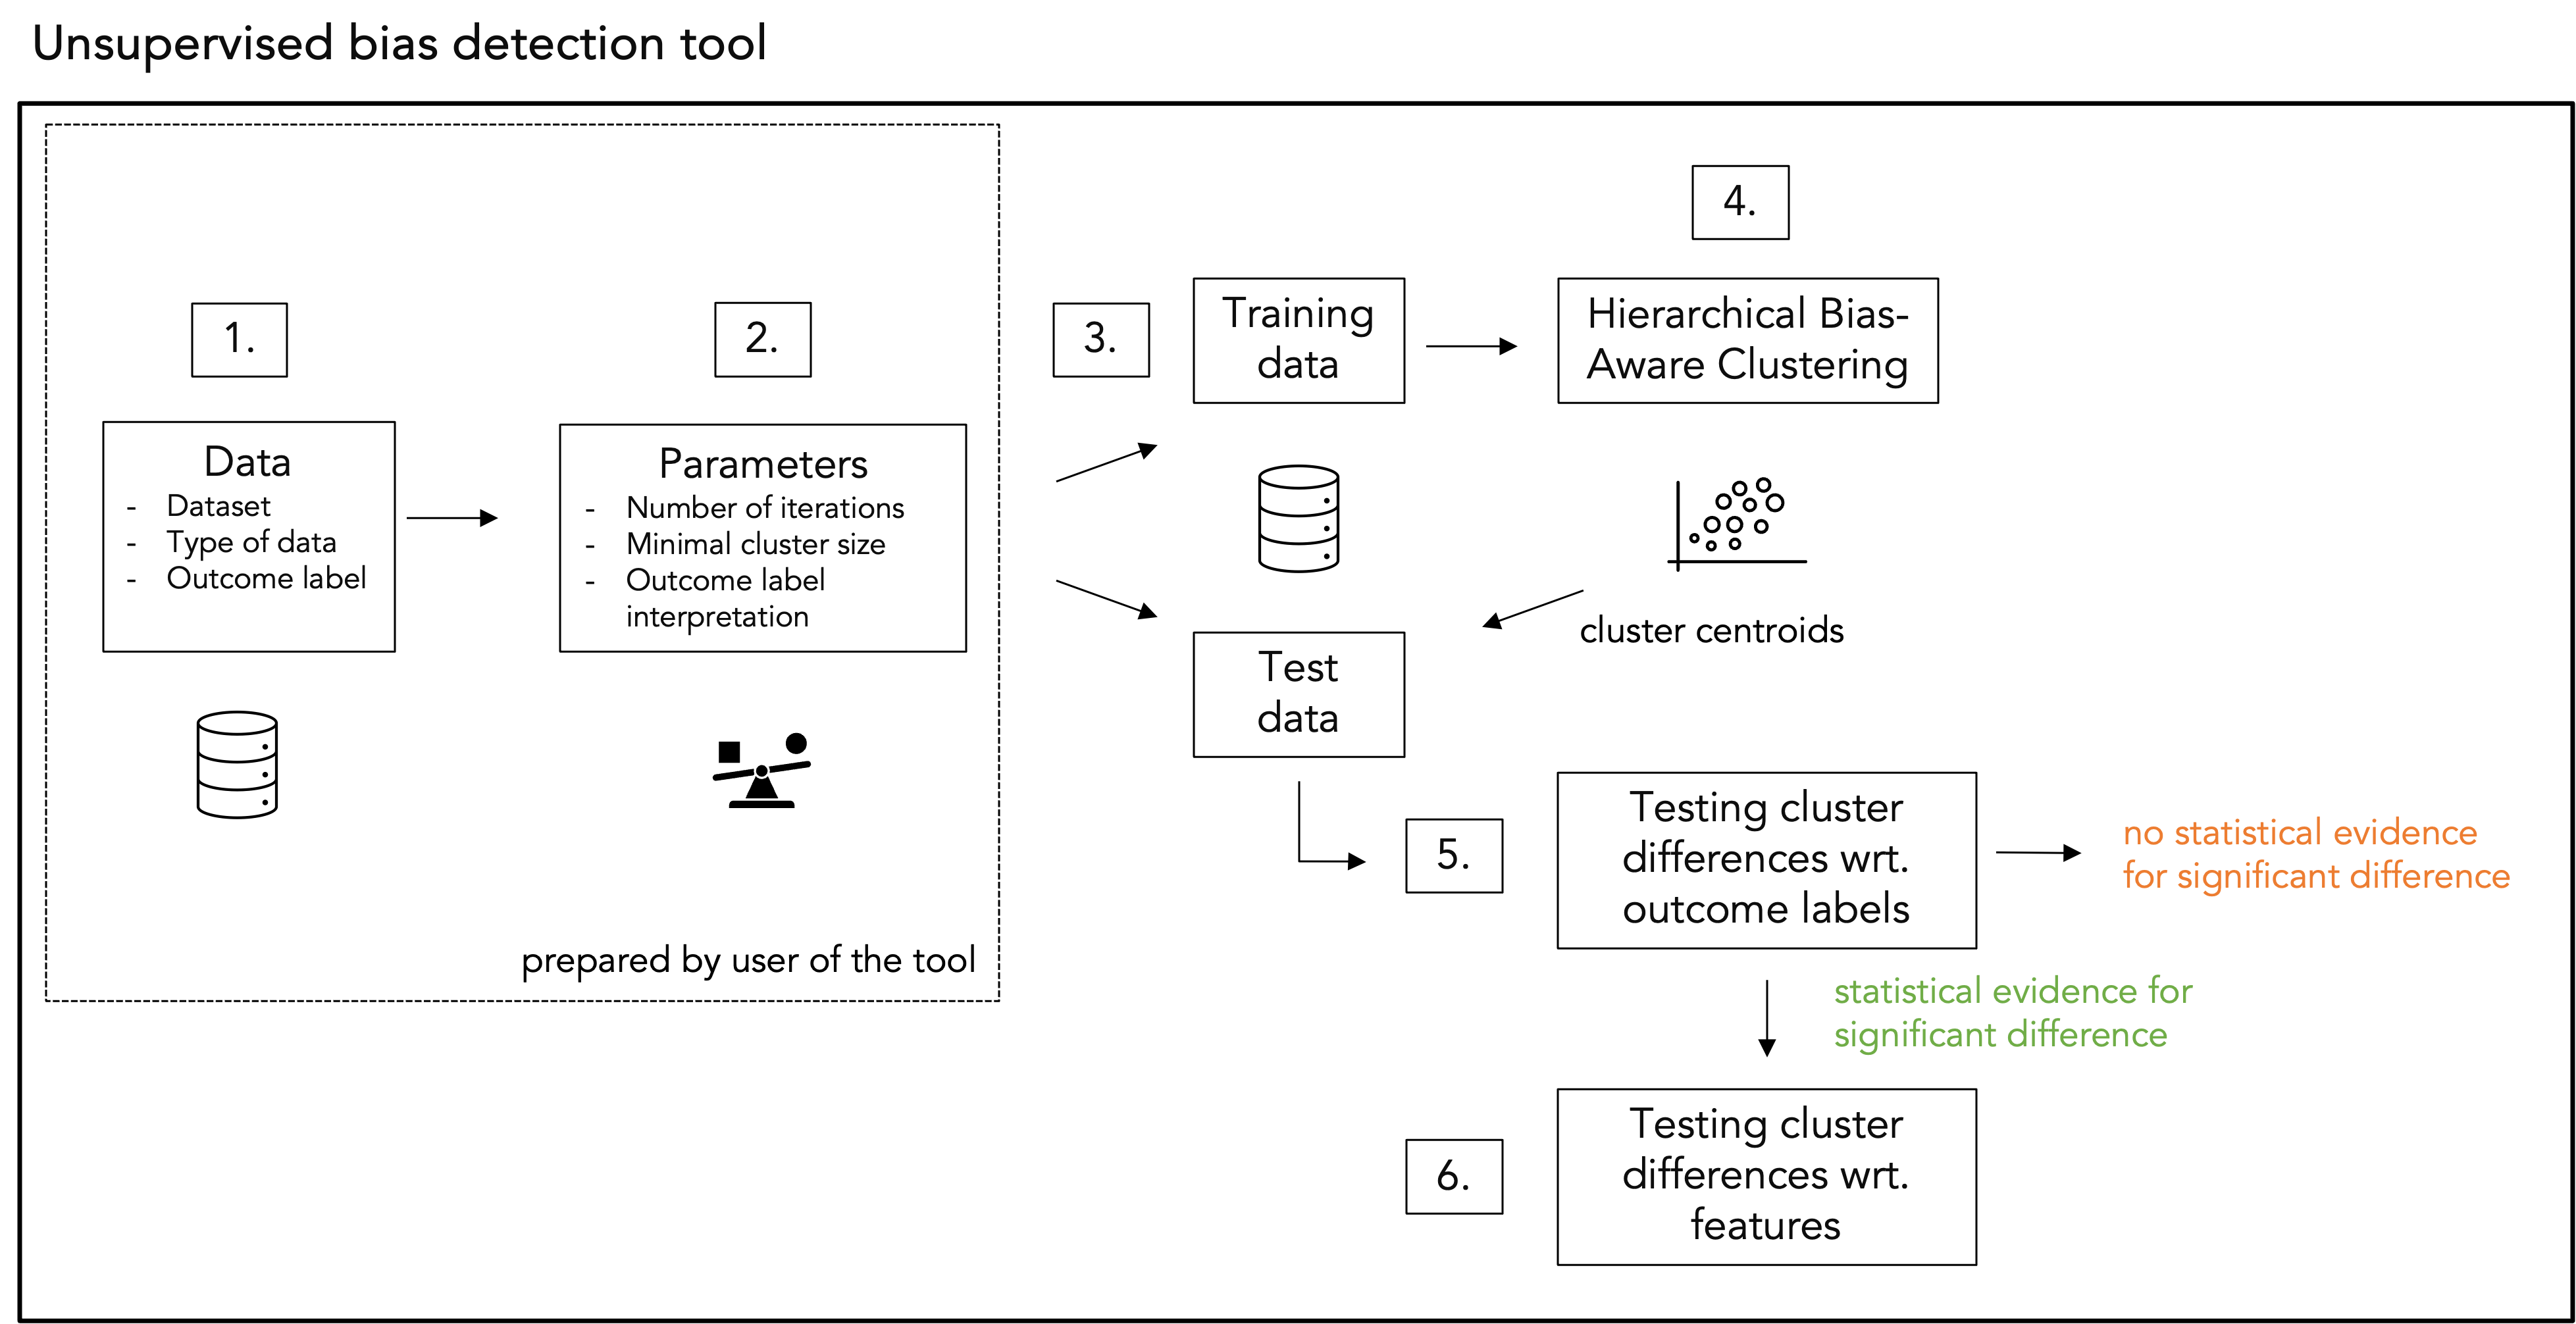 Unsupervised bias detection tool
1.
Data
- Dataset
- Type of data
- Outcome label
2.
Parameters
- Number of iterations
- Minimal cluster size
- Outcome label
interpretation
prepared by user of the tool
3.
Training
data
Test
data
4.
Hierarchical Bias-
Aware Clustering
cluster centroids
5.
Testing cluster
differences wrt.
outcome labels
no statistical evidence
for significant difference
statistical evidence for
significant difference
6.
Testing cluster
differences wrt.
features